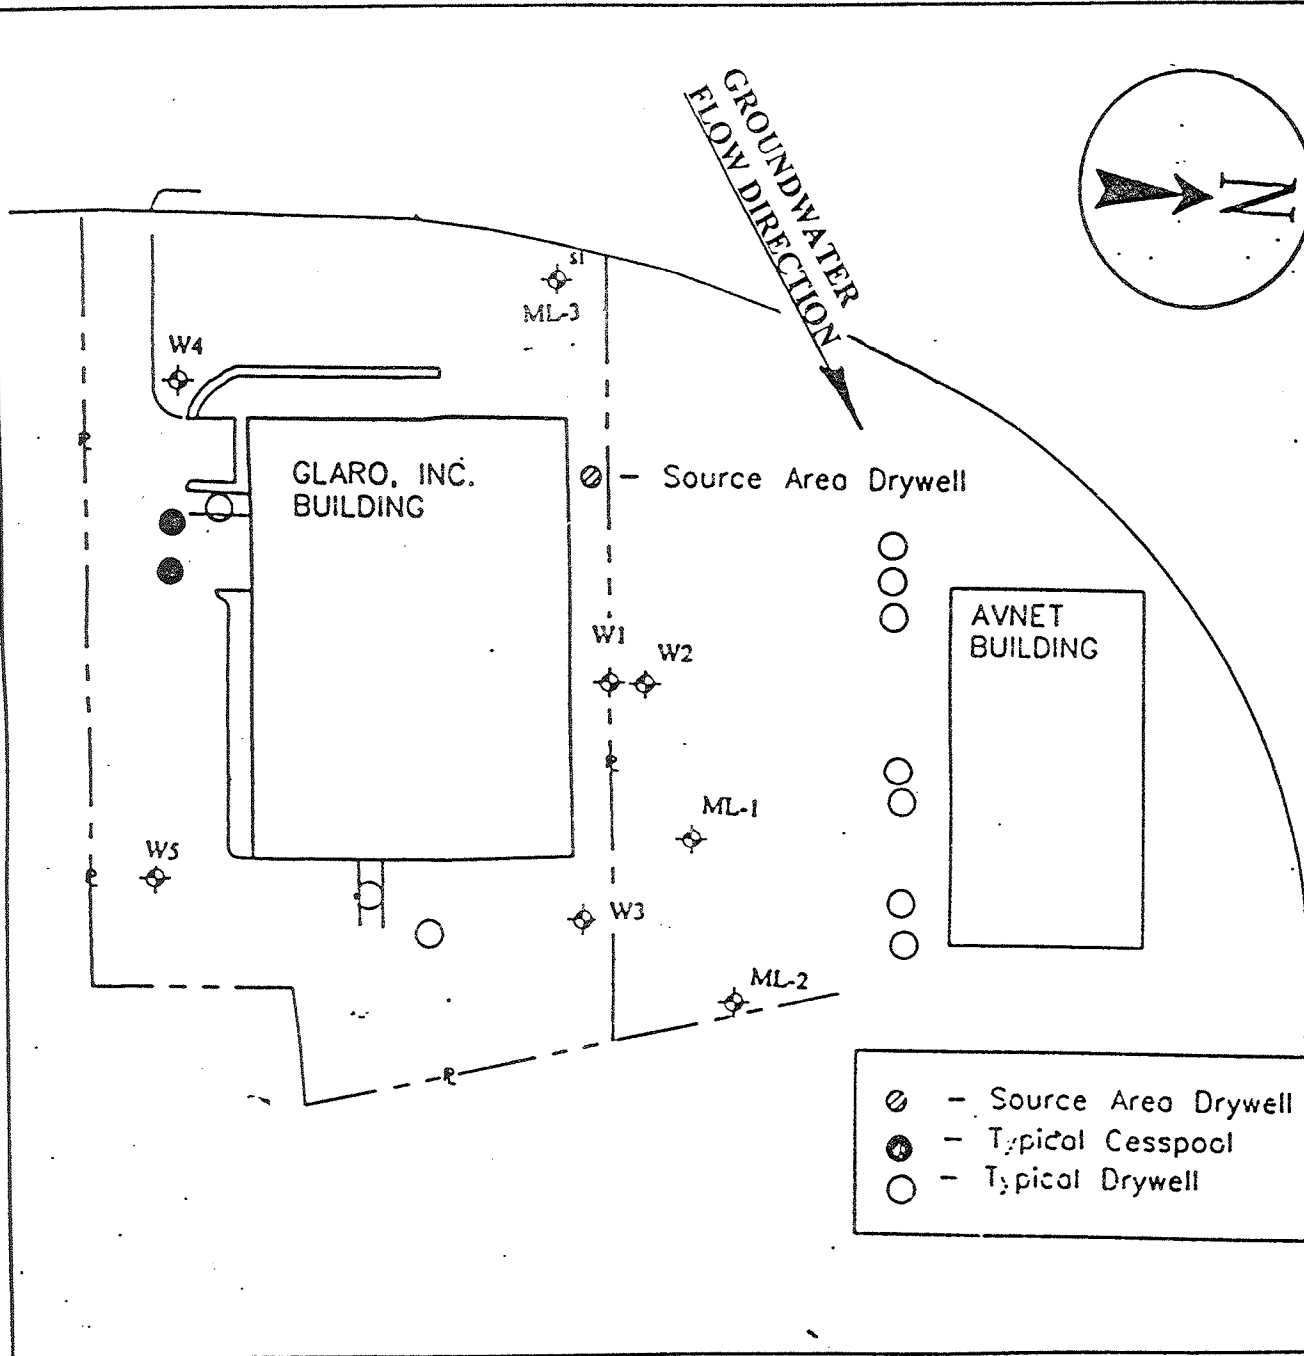 GROUNDWATER
FLOW DIRECTION
N
s1
ML-3
W4
GLARO, INC.
BUILDING
- Source Area Drywell
AVNET
BUILDING
W1
W2
ML-1
W5
W3
ML-2
- Source Area Drywell
- Typical Cesspool
- Typical Drywell